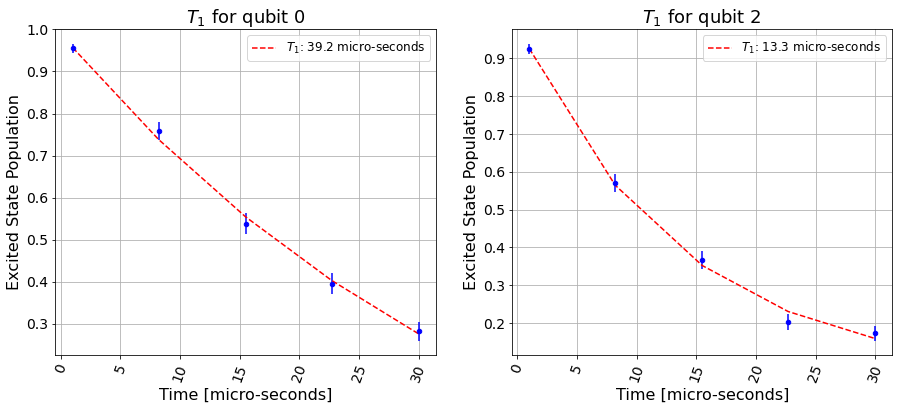 T₁ for qubit 0
T₁: 39.2 micro-seconds
Excited State Population
1.0
0.9
0.8
0.7
0.6
0.5
0.4
0.3
0 5 10 15 20 25 30
Time [micro-seconds]
T₁ for qubit 2
T₁: 13.3 micro-seconds
Excited State Population
0.9
0.8
0.7
0.6
0.5
0.4
0.3
0.2
0 5 10 15 20 25 30
Time [micro-seconds]